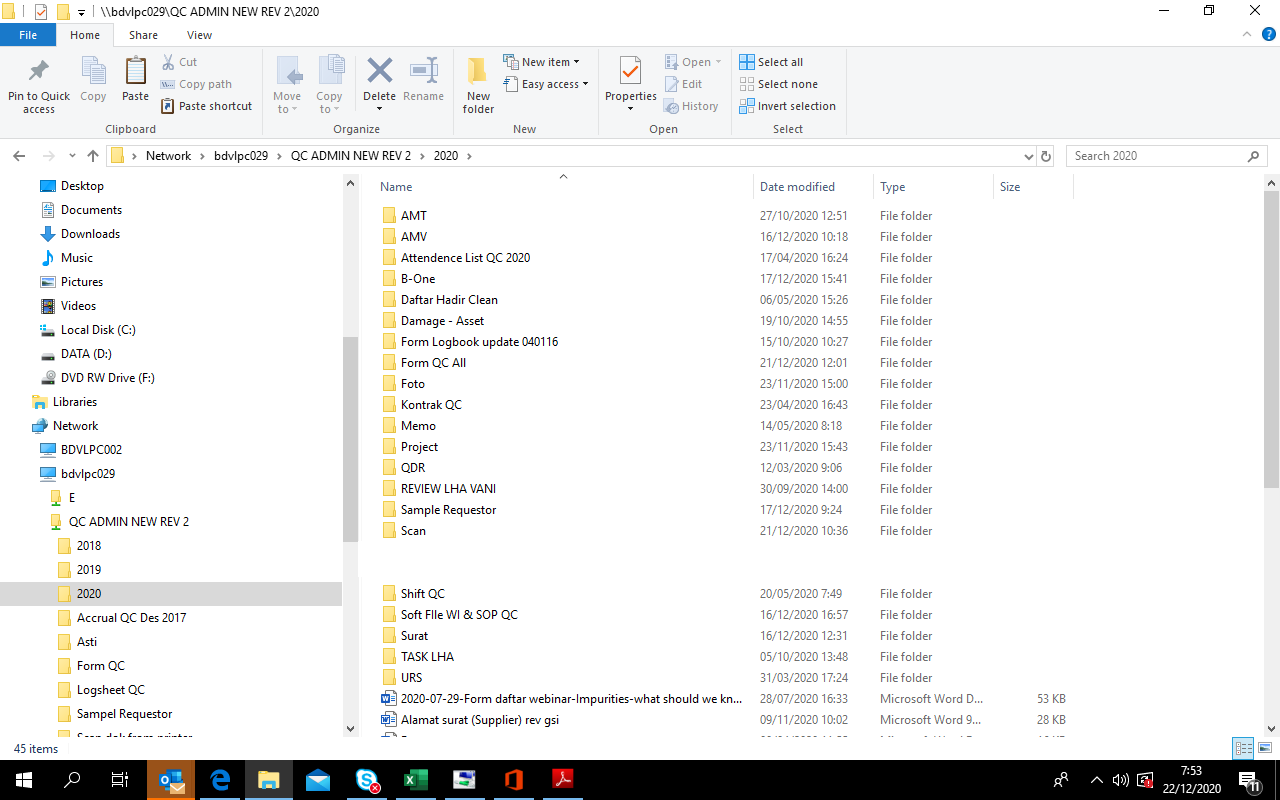 \\bdvlpc029\QC ADMIN NEW REV 2\2020
File Home Share View
Pin to Quick access
Copy
Paste
Cut
Copy path
Paste shortcut
Move to
Copy to
Delete
Rename
New folder
New item
Easy access
Properties
Open
Edit
History
Select all
Select none
Invert selection
Clipboard Organize New Open Select
Network bdvlpc029 QC ADMIN NEW REV 2 2020
Search 2020
Desktop
Documents
Downloads
Music
Pictures
Videos
Local Disk (C:)
DATA (D:)
DVD RW Drive (F:)
Libraries
Network
BDVLPC002
bdvlpc029
E
QC ADMIN NEW REV 2
2018
2019
2020
Accrual QC Des 2017
Asti
Form QC
Logsheet QC
Sampel Requestor
Scan dok from printer
Name Date modified Type Size
AMT 27/10/2020 12:51 File folder
AMV 16/12/2020 10:18 File folder
Attendence List QC 2020 17/04/2020 16:24 File folder
B-One 17/12/2020 15:41 File folder
Daftar Hadir Clean 06/05/2020 15:26 File folder
Damage - Asset 19/10/2020 14:55 File folder
Form Logbook update 040116 15/10/2020 10:27 File folder
Form QC All 21/12/2020 12:01 File folder
Foto 23/11/2020 15:00 File folder
Kontrak QC 23/04/2020 16:43 File folder
Memo 14/05/2020 8:18 File folder
Project 23/11/2020 15:43 File folder
QDR 12/03/2020 9:06 File folder
REVIEW LHA VANI 30/09/2020 14:00 File folder
Sample Requestor 17/12/2020 9:24 File folder
Scan 21/12/2020 10:36 File folder
Shift QC 20/05/2020 7:49 File folder
Soft FIle WI & SOP QC 16/12/2020 16:57 File folder
Surat 16/12/2020 12:31 File folder
TASK LHA 05/10/2020 13:48 File folder
URS 31/03/2020 17:24 File folder
2020-07-29-Form daftar webinar-Impurities-what should we kn... 28/07/2020 16:33 Microsoft Word D... 53 KB
Alamat surat (Supplier) rev gsi 09/11/2020 10:02 Microsoft Word 9... 28 KB
45 items
7:53
22/12/2020
11